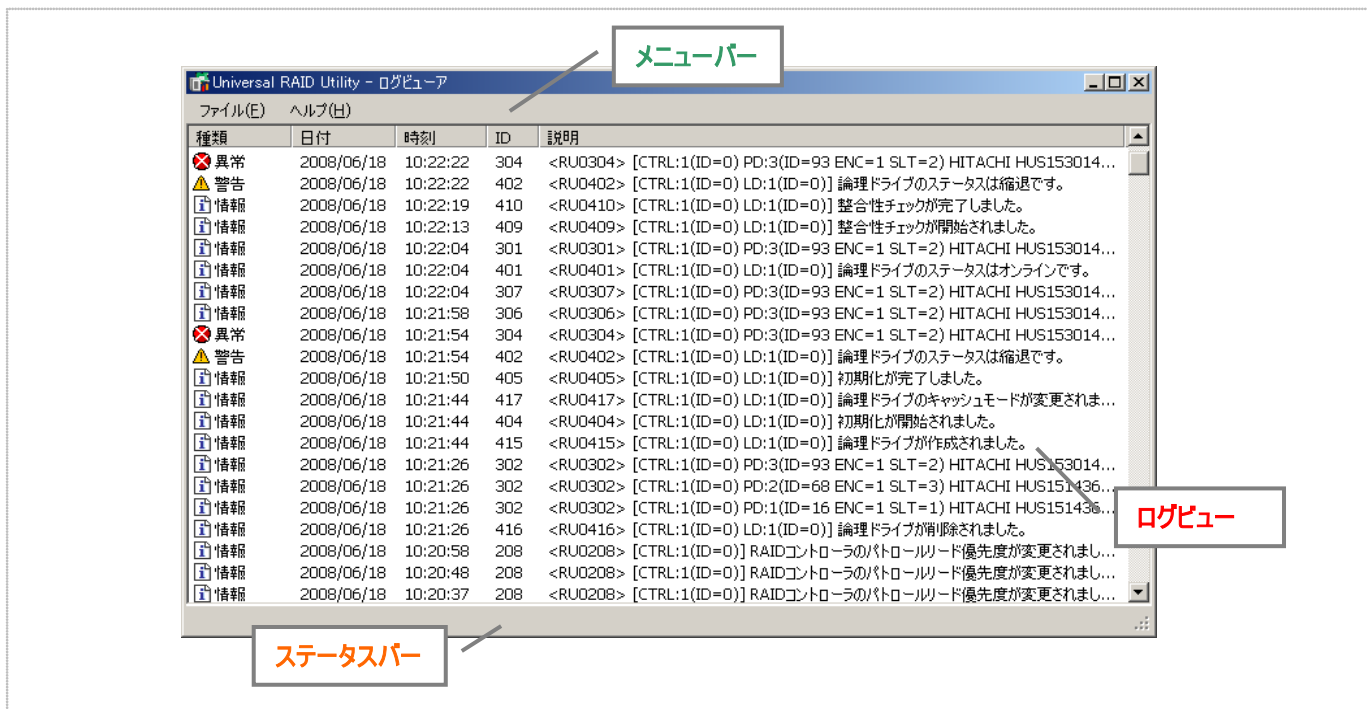 メニューバー
Universal RAID Utility - ログビューア
ファイル(F) ヘルプ(H)
種類 日付 時刻 ID 説明
異常 2008/06/18 10:22:22 304 <RU0304> [CTRL:1(ID=0) PD:3(ID=93 ENC=1 SLT=2) HITACHI HUS153014...
警告 2008/06/18 10:22:22 402 <RU0402> [CTRL:1(ID=0) LD:1(ID=0)] 論理ドライブのステータスは縮退です。
情報 2008/06/18 10:22:19 410 <RU0410> [CTRL:1(ID=0) LD:1(ID=0)] 整合性チェックが完了しました。
情報 2008/06/18 10:22:13 409 <RU0409> [CTRL:1(ID=0) LD:1(ID=0)] 整合性チェックが開始されました。
情報 2008/06/18 10:22:04 301 <RU0301> [CTRL:1(ID=0) PD:3(ID=93 ENC=1 SLT=2) HITACHI HUS153014...
情報 2008/06/18 10:22:04 401 <RU0401> [CTRL:1(ID=0) LD:1(ID=0)] 論理ドライブのステータスはオンラインです。
情報 2008/06/18 10:22:04 307 <RU0307> [CTRL:1(ID=0) PD:3(ID=93 ENC=1 SLT=2) HITACHI HUS153014...
情報 2008/06/18 10:21:58 306 <RU0306> [CTRL:1(ID=0) PD:3(ID=93 ENC=1 SLT=2) HITACHI HUS153014...
異常 2008/06/18 10:21:54 304 <RU0304> [CTRL:1(ID=0) PD:3(ID=93 ENC=1 SLT=2) HITACHI HUS153014...
警告 2008/06/18 10:21:54 402 <RU0402> [CTRL:1(ID=0) LD:1(ID=0)] 論理ドライブのステータスは縮退です。
情報 2008/06/18 10:21:50 405 <RU0405> [CTRL:1(ID=0) LD:1(ID=0)] 初期化が完了しました。
情報 2008/06/18 10:21:44 417 <RU0417> [CTRL:1(ID=0) LD:1(ID=0)] 論理ドライブのキャッシュモードが変更されま...
情報 2008/06/18 10:21:44 404 <RU0404> [CTRL:1(ID=0) LD:1(ID=0)] 初期化が開始されました。
情報 2008/06/18 10:21:44 415 <RU0415> [CTRL:1(ID=0) LD:1(ID=0)] 論理ドライブが作成されました。
情報 2008/06/18 10:21:26 302 <RU0302> [CTRL:1(ID=0) PD:3(ID=93 ENC=1 SLT=2) HITACHI HUS153014...
情報 2008/06/18 10:21:26 302 <RU0302> [CTRL:1(ID=0) PD:2(ID=68 ENC=1 SLT=3) HITACHI HUS151436...
情報 2008/06/18 10:21:26 302 <RU0302> [CTRL:1(ID=0) PD:1(ID=16 ENC=1 SLT=1) HITACHI HUS151436...
ログビュー
情報 2008/06/18 10:21:26 416 <RU0416> [CTRL:1(ID=0) LD:1(ID=0)] 論理ドライブが削除されました。
情報 2008/06/18 10:20:58 208 <RU0208> [CTRL:1(ID=0)] RAIDコントローラのパトロールリード優先度が変更されまし...
情報 2008/06/18 10:20:48 208 <RU0208> [CTRL:1(ID=0)] RAIDコントローラのパトロールリード優先度が変更されまし...
情報 2008/06/18 10:20:37 208 <RU0208> [CTRL:1(ID=0)] RAIDコントローラのパトロールリード優先度が変更されまし...
ステータスバー